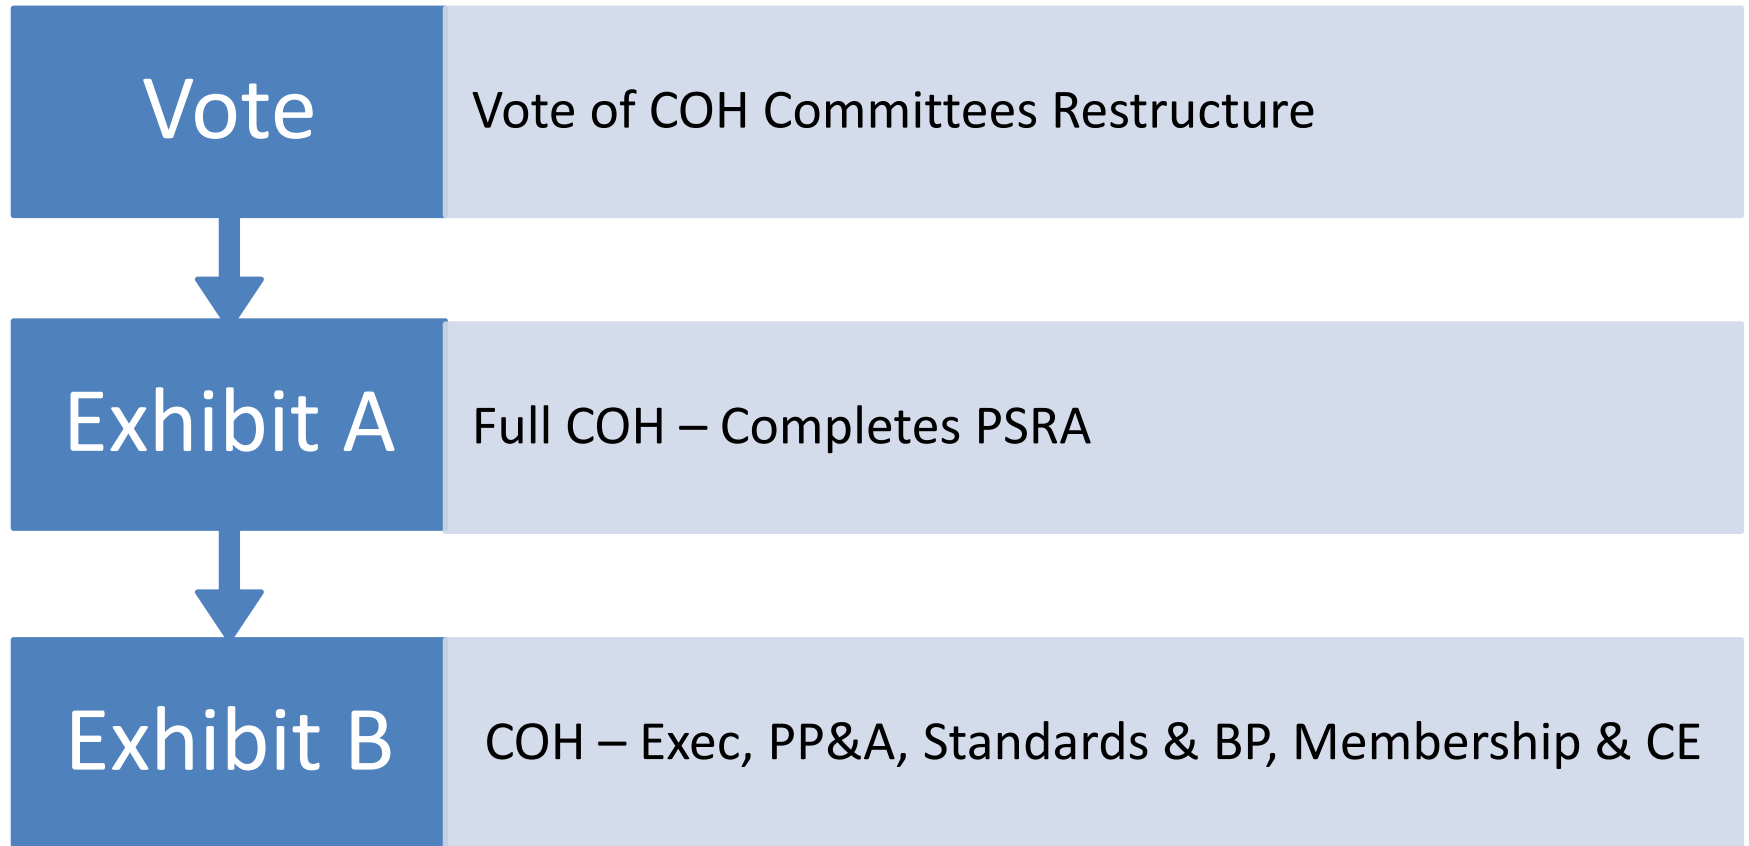 Vote
Vote of COH Committees Restructure
Exhibit A
Full COH – Completes PSRA
Exhibit B
COH – Exec, PP&A, Standards & BP, Membership & CE